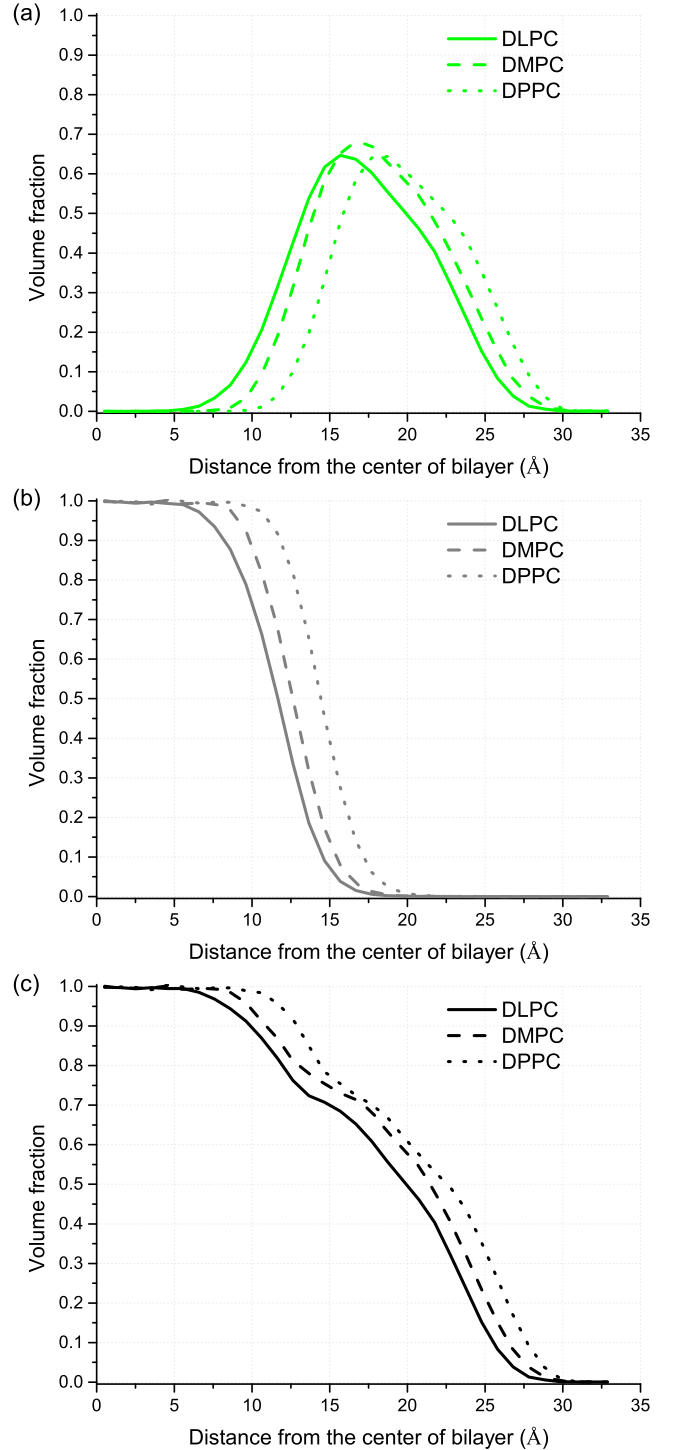 (a)
1.0
0.9
0.8
0.7
0.6
0.5
0.4
0.3
0.2
0.1
0.0
Volume fraction
DLPC
DMPC
DPPC
0 5 10 15 20 25 30 35
Distance from the center of bilayer (Å)
(b)
1.0
0.9
0.8
0.7
0.6
0.5
0.4
0.3
0.2
0.1
0.0
Volume fraction
DLPC
DMPC
DPPC
0 5 10 15 20 25 30 35
Distance from the center of bilayer (Å)
(c)
1.0
0.9
0.8
0.7
0.6
0.5
0.4
0.3
0.2
0.1
0.0
Volume fraction
DLPC
DMPC
DPPC
0 5 10 15 20 25 30 35
Distance from the center of bilayer (Å)